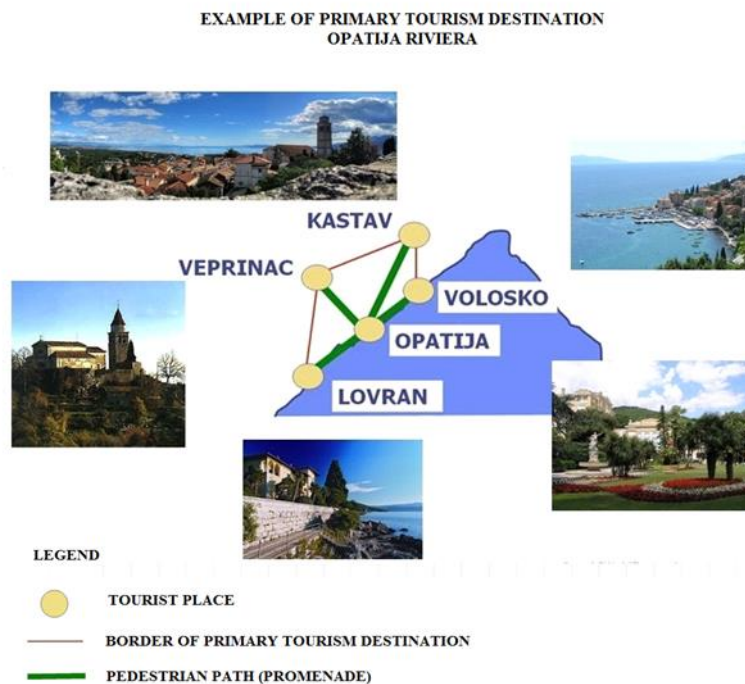 EXAMPLE OF PRIMARY TOURISM DESTINATION
OPATIJA RIVIERA
KASTAV
VEPRINAC
VOLOSKO
OPATIJA
LOVRAN
LEGEND
TOURIST PLACE
BORDER OF PRIMARY TOURISM DESTINATION
PEDESTRIAN PATH (PROMENADE)